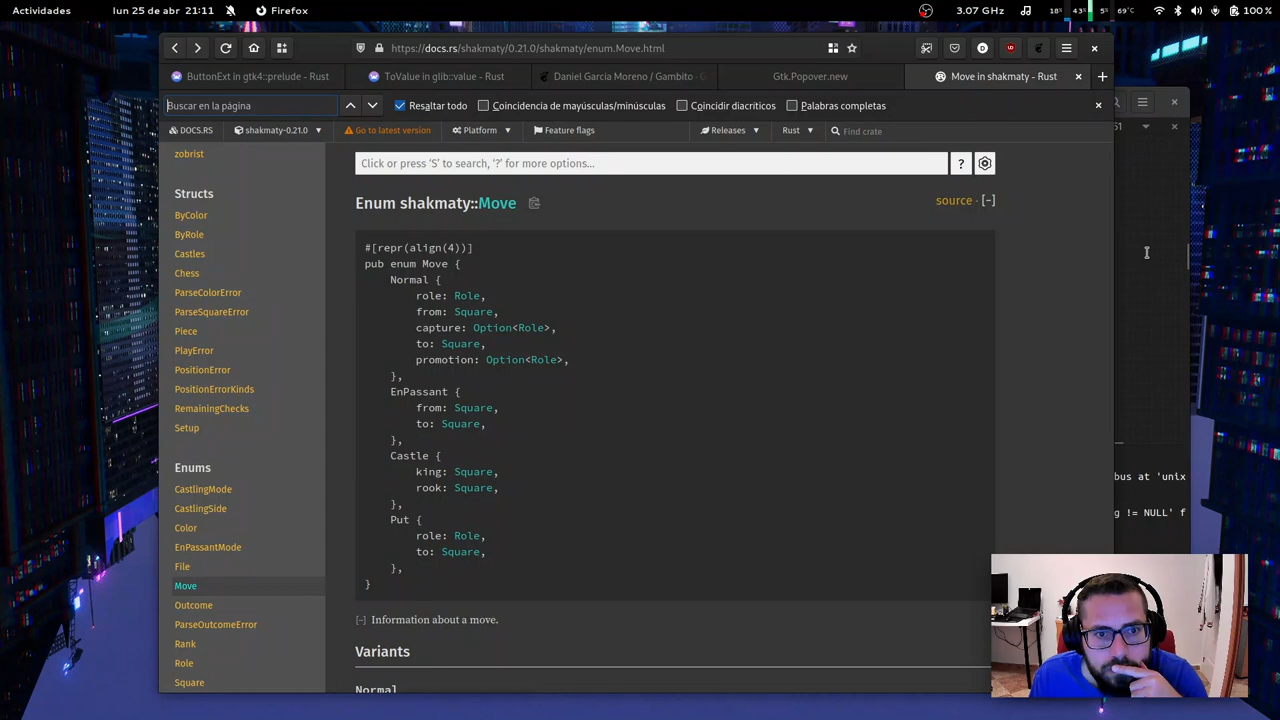 Actividades
lun 25 de abr 21:11
Firefox
3.07 GHz
18%
43%
5%
69°C
100 %
https://docs.rs/shakmaty/0.21.0/shakmaty/enum.Move.html
ButtonExt in gtk4::prelude - Rust
ToValue in glib::value - Rust
Daniel Garcia Moreno / Gambito ·
Gtk.Popover.new
Move in shakmaty - Rust
Buscar en la página
Resaltar todo
Coincidencia de mayúsculas/minúsculas
Coincidir diacríticos
Palabras completas
DOCS.RS
shakmaty-0.21.0
Go to latest version
Platform
Feature flags
Releases
Rust
Find crate
zobrist
Structs
ByColor
ByRole
Castles
Chess
ParseColorError
ParseSquareError
Piece
PlayError
PositionError
PositionErrorKinds
RemainingChecks
Setup
Enums
CastlingMode
CastlingSide
Color
EnPassantMode
File
Move
Outcome
ParseOutcomeError
Rank
Role
Square
Click or press 'S' to search, '?' for more options…
?
Enum shakmaty::Move
source · [-]
#[repr(align(4))]
pub enum Move {
Normal {
role: Role,
from: Square,
capture: Option<Role>,
to: Square,
promotion: Option<Role>,
},
EnPassant {
from: Square,
to: Square,
},
Castle {
king: Square,
rook: Square,
},
Put {
role: Role,
to: Square,
},
}
[-] Information about a move.
Variants
Normal
51
bus at 'unix
g != NULL' f